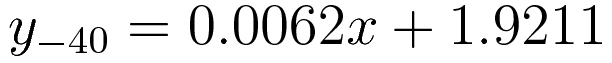 y₋₄₀ = 0.0062x + 1.9211